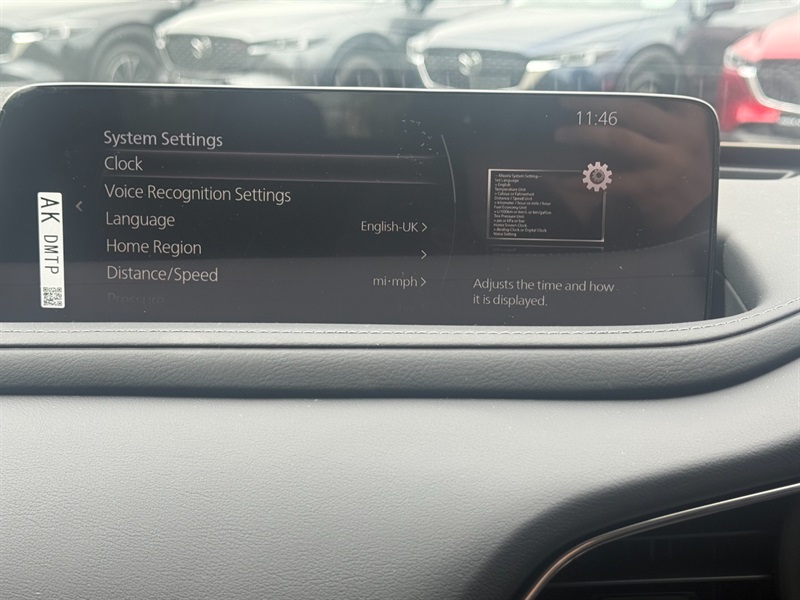 11:46
System Settings
Clock
Voice Recognition Settings
Language English-UK
Home Region
Distance/Speed mi·mph
Pressure
Adjusts the time and how
it is displayed.
AK DMTP